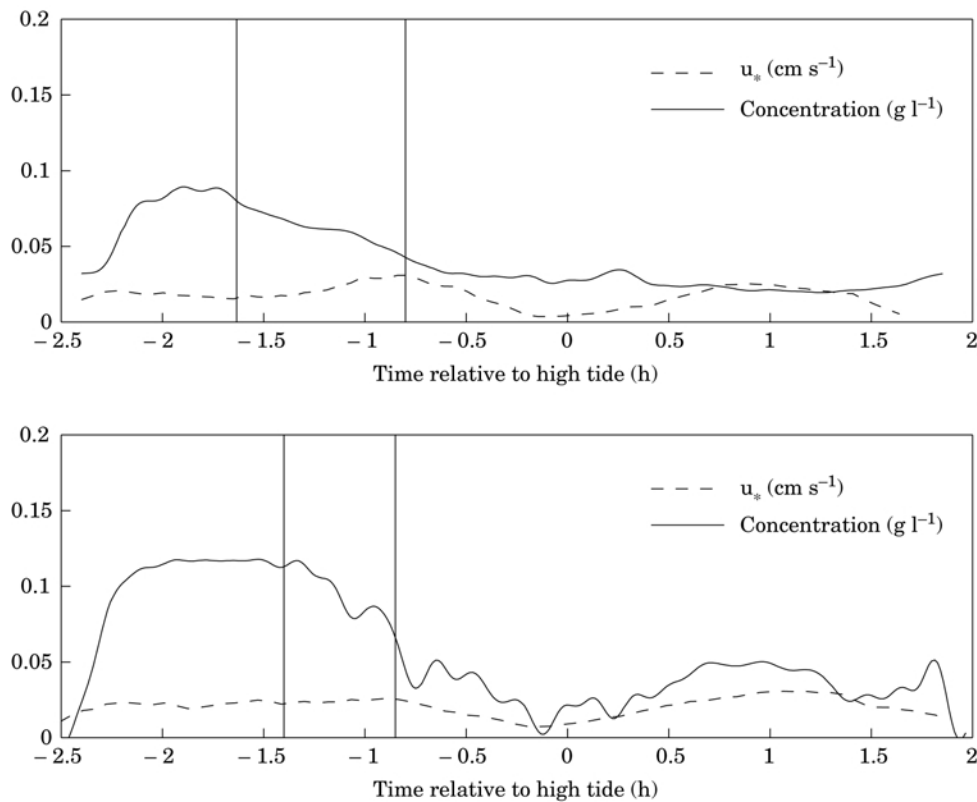 0.2
0.15
0.1
0.05
0
u* (cm s⁻¹)
Concentration (g l⁻¹)
−2.5 −2 −1.5 −1 −0.5 0 0.5 1 1.5 2
Time relative to high tide (h)
0.2
0.15
0.1
0.05
0
u* (cm s⁻¹)
Concentration (g l⁻¹)
−2.5 −2 −1.5 −1 −0.5 0 0.5 1 1.5 2
Time relative to high tide (h)